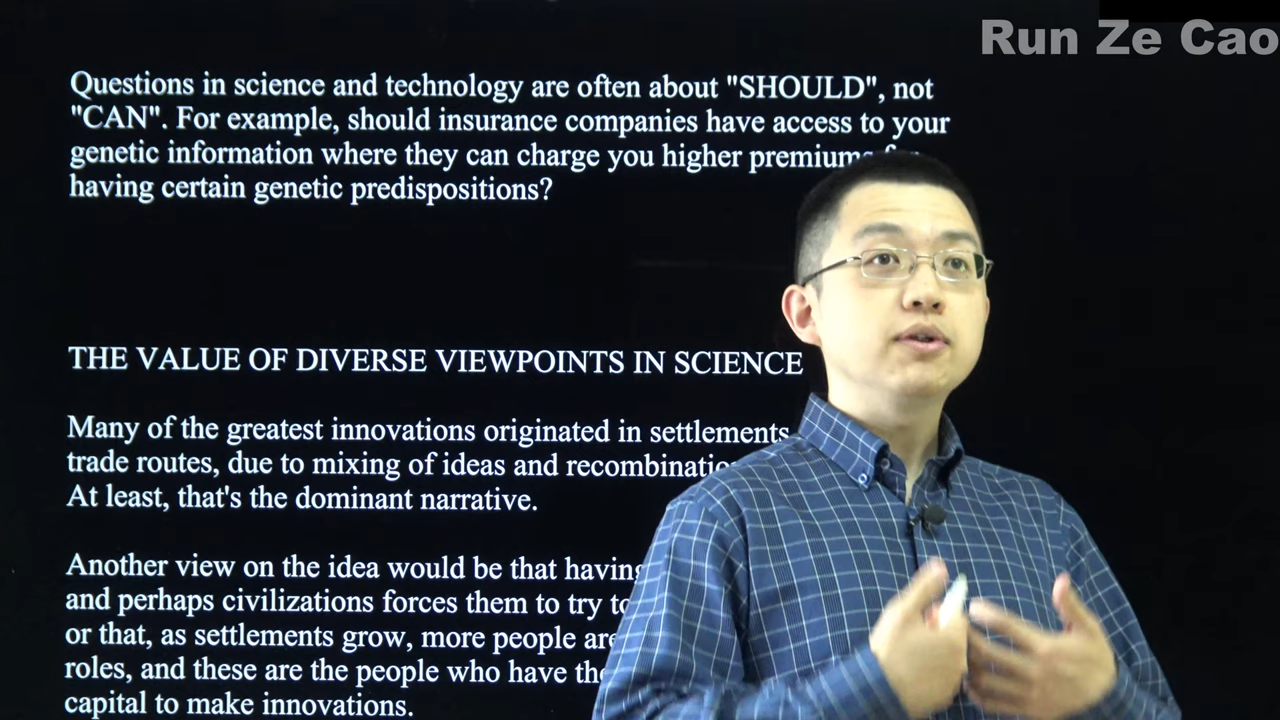 Run Ze Cao
Questions in science and technology are often about "SHOULD", not
"CAN". For example, should insurance companies have access to your
genetic information where they can charge you higher premiums
having certain genetic predispositions?
THE VALUE OF DIVERSE VIEWPOINTS IN SCIENCE
Many of the greatest innovations originated in settlements
trade routes, due to mixing of ideas and
At least, that's the dominant narrative.
Another view on the idea would be that having
and perhaps civilizations forces them to try to
or that, as settlements grow, more people are
roles, and these are the people who have the
capital to make innovations.